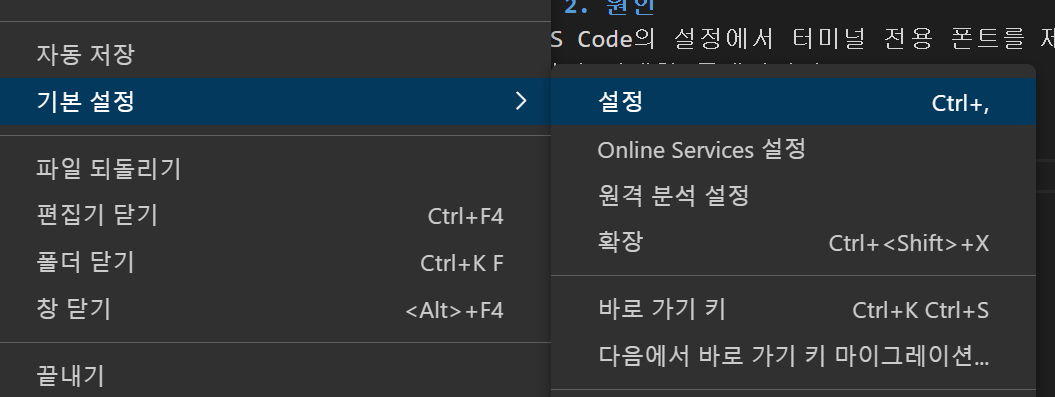 2. 원인
S Code의 설정에서 터미널 전용 폰트를
자동 저장
기본 설정
파일 되돌리기
편집기 닫기 Ctrl+F4
폴더 닫기 Ctrl+K F
창 닫기 <Alt>+F4
끝내기
설정 Ctrl+,
Online Services 설정
원격 분석 설정
확장 Ctrl+<Shift>+X
바로 가기 키 Ctrl+K Ctrl+S
다음에서 바로 가기 키 마이그레이션...